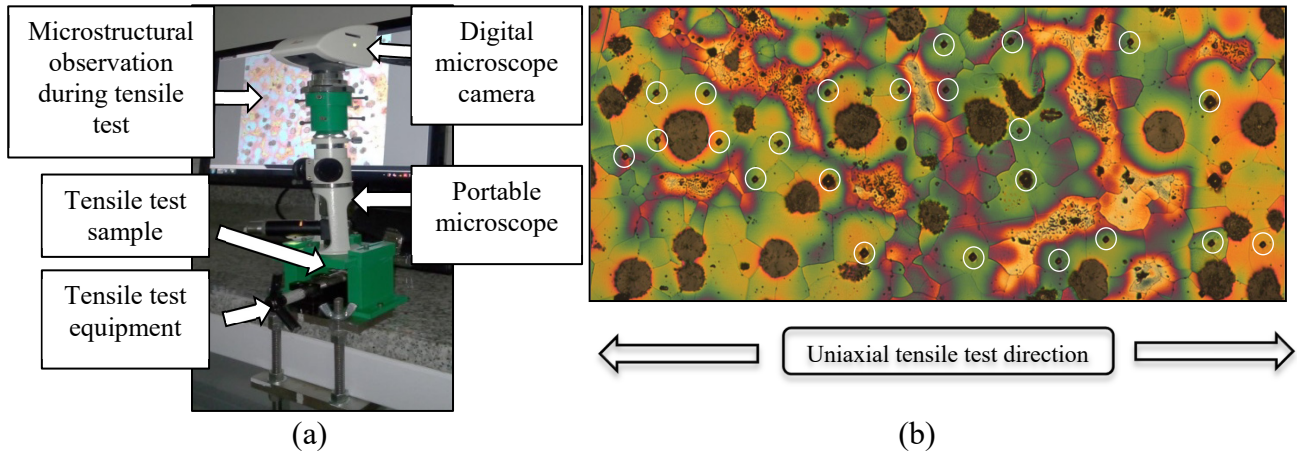 Microstructural
observation
during tensile
test
Digital
microscope
camera
Tensile test
sample
Portable
microscope
Tensile test
equipment
Uniaxial tensile test direction
(a)
(b)